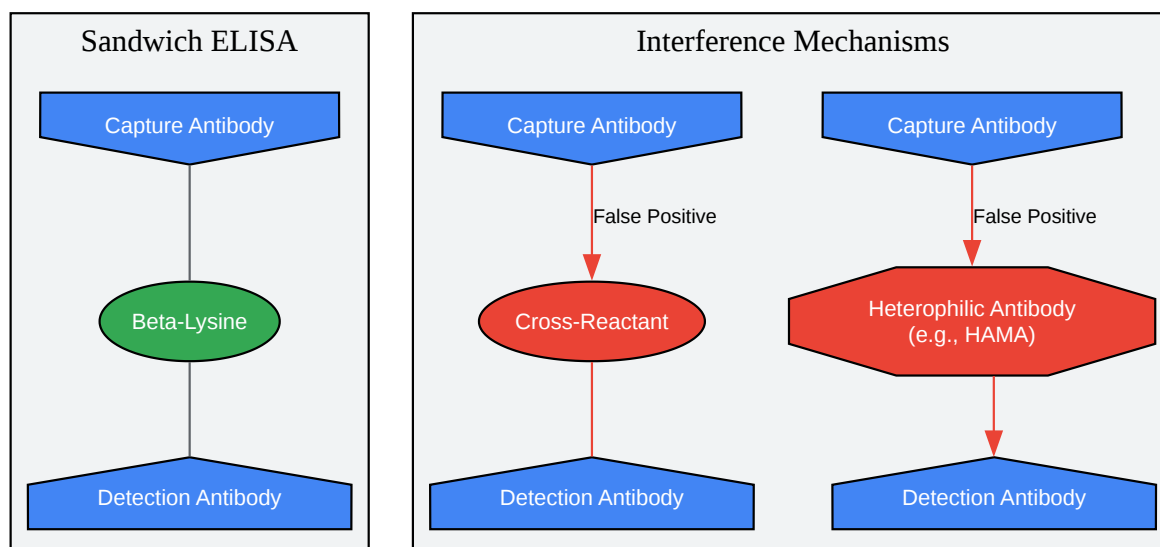 Sandwich ELISA
Capture Antibody
Beta-Lysine
Detection Antibody
Interference Mechanisms
Capture Antibody
False Positive
Cross-Reactant
Detection Antibody
Capture Antibody
False Positive
Heterophilic Antibody
(e.g., HAMA)
Detection Antibody